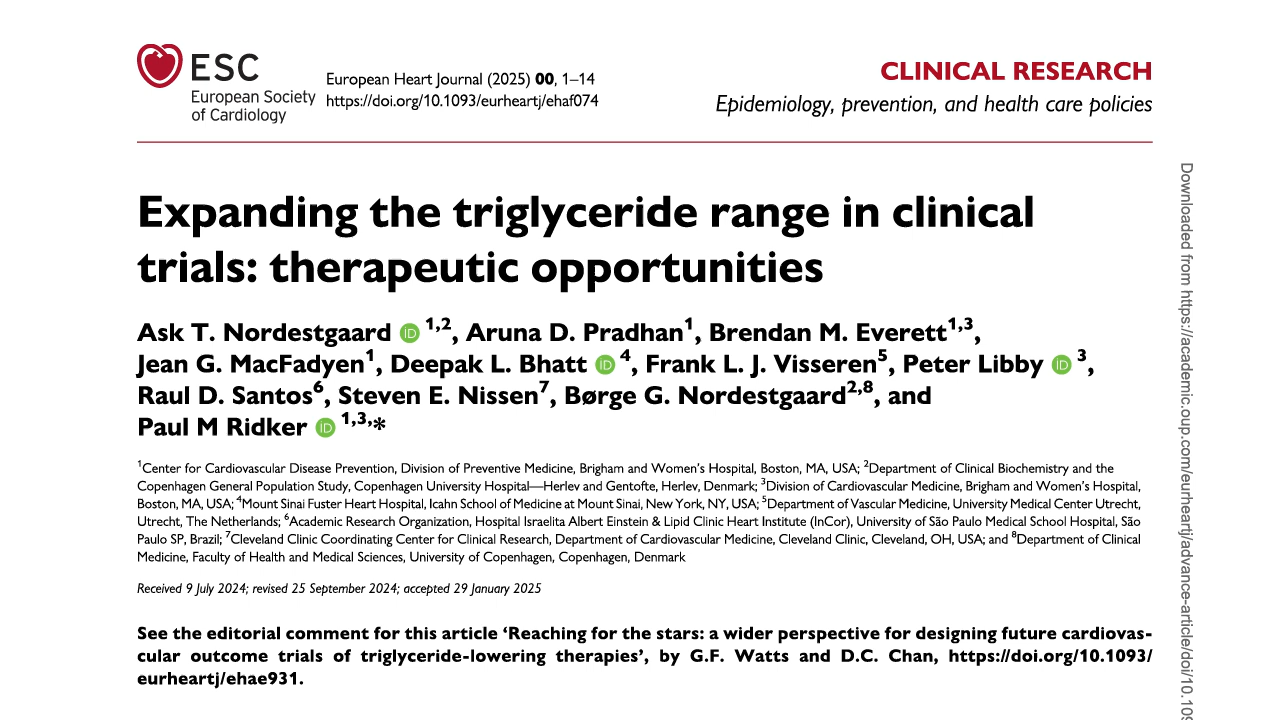 ESC
European Society
of Cardiology
European Heart Journal (2025) 00, 1–14
https://doi.org/10.1093/eurheartj/ehaf074
CLINICAL RESEARCH
Epidemiology, prevention, and health care policies
Expanding the triglyceride range in clinical
trials: therapeutic opportunities
Ask T. Nordestgaard iD 1,2, Aruna D. Pradhan1, Brendan M. Everett1,3,
Jean G. MacFadyen1, Deepak L. Bhatt iD 4, Frank L. J. Visseren5, Peter Libby iD 3,
Raul D. Santos6, Steven E. Nissen7, Børge G. Nordestgaard2,8, and
Paul M Ridker iD 1,3,*
1Center for Cardiovascular Disease Prevention, Division of Preventive Medicine, Brigham and Women's Hospital, Boston, MA, USA; 2Department of Clinical Biochemistry and the
Copenhagen General Population Study, Copenhagen University Hospital—Herlev and Gentofte, Herlev, Denmark; 3Division of Cardiovascular Medicine, Brigham and Women's Hospital,
Boston, MA, USA; 4Mount Sinai Fuster Heart Hospital, Icahn School of Medicine at Mount Sinai, New York, NY, USA; 5Department of Vascular Medicine, University Medical Center Utrecht,
Utrecht, The Netherlands; 6Academic Research Organization, Hospital Israelita Albert Einstein & Lipid Clinic Heart Institute (InCor), University of São Paulo Medical School Hospital, São
Paulo SP, Brazil; 7Cleveland Clinic Coordinating Center for Clinical Research, Department of Cardiovascular Medicine, Cleveland Clinic, Cleveland, OH, USA; and 8Department of Clinical
Medicine, Faculty of Health and Medical Sciences, University of Copenhagen, Copenhagen, Denmark
Received 9 July 2024; revised 25 September 2024; accepted 29 January 2025
See the editorial comment for this article ‘Reaching for the stars: a wider perspective for designing future cardiovas-
cular outcome trials of triglyceride-lowering therapies’, by G.F. Watts and D.C. Chan, https://doi.org/10.1093/
eurheartj/ehae931.
Downloaded from https://academic.oup.com/eurheartj/advance-article/doi/10.109